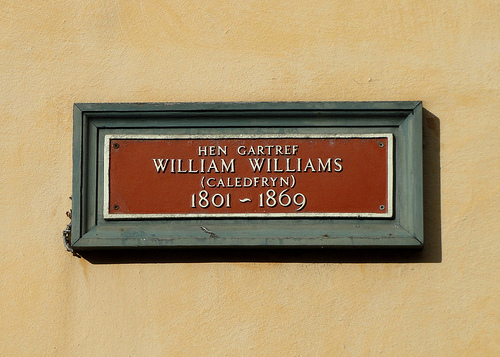 HEN GARTREF
WILLIAM WILLIAMS
(CALEDFRYN)
1801 ~ 1869